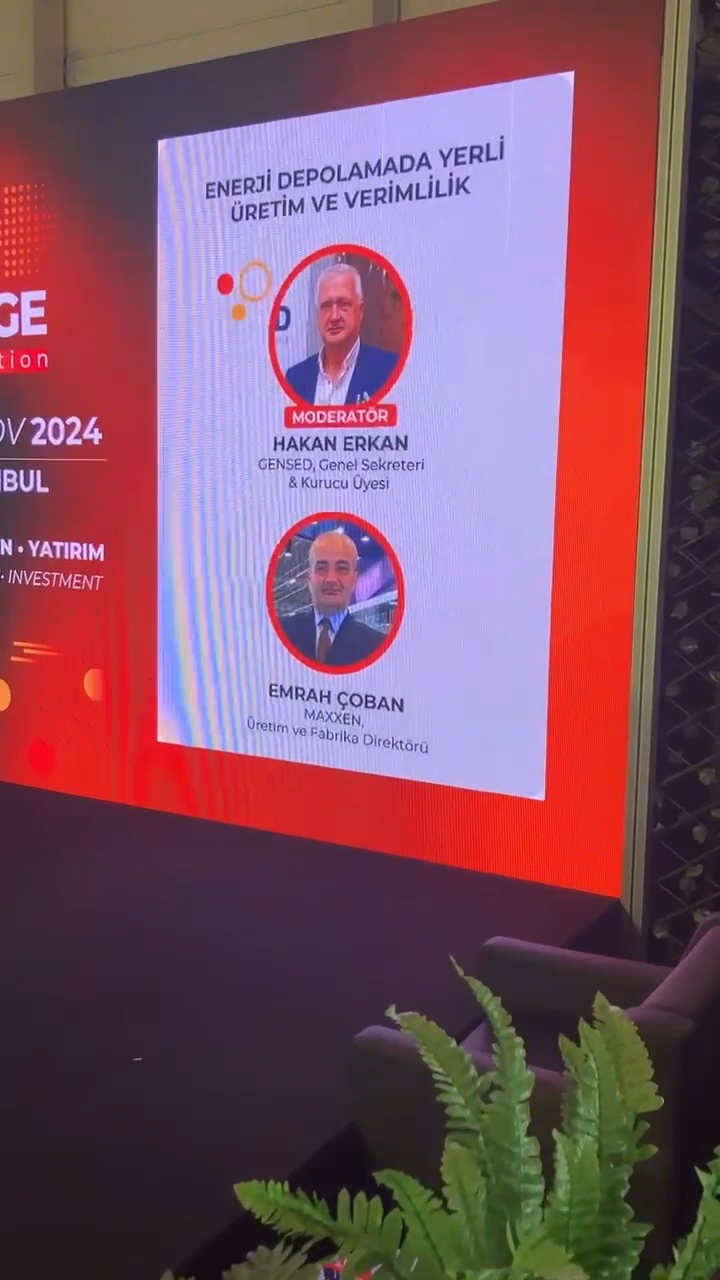 GE
tion
OV 2024
BUL
N • YATIRIM
• INVESTMENT
ENERJİ DEPOLAMADA YERLİ
ÜRETİM VE VERİMLİLİK
D
MODERATÖR
HAKAN ERKAN
GENSED, Genel Sekreteri
& Kurucu Üyesi
EMRAH ÇOBAN
MAXXEN,
Üretim ve Fabrika Direktörü